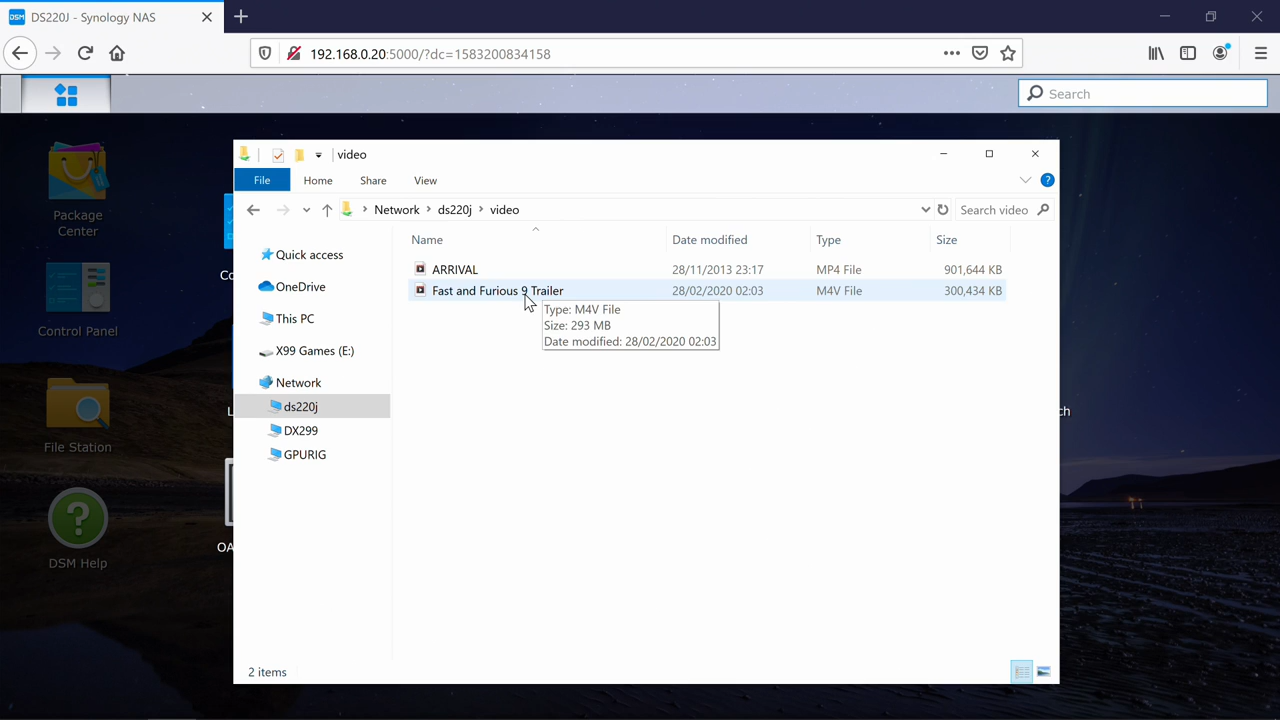 DSM DS220J - Synology NAS
192.168.0.20:5000/?dc=1583200834158
Search
Package
Center
Control Panel
File Station
DSM Help
video
File Home Share View
Network ds220j video Search video
Name Date modified Type Size
ARRIVAL 28/11/2013 23:17 MP4 File 901,644 KB
Fast and Furious 9 Trailer 28/02/2020 02:03 M4V File 300,434 KB
Type: M4V File
Size: 293 MB
Date modified: 28/02/2020 02:03
Quick access
OneDrive
This PC
X99 Games (E:)
Network
ds220j
DX299
GPURIG
2 items
Co
L
OA
ch